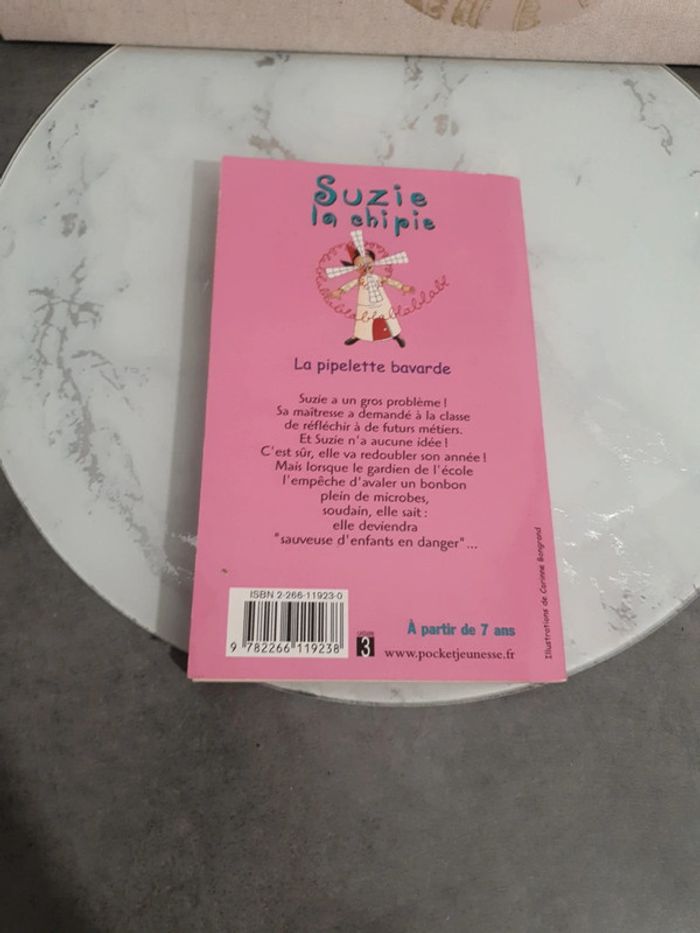 Suzie
la chipie
blablablablablablablabl
La pipelette bavarde
Suzie a un gros problème !
Sa maîtresse a demandé à la classe
de réfléchir à de futurs métiers.
Et Suzie n'a aucune idée !
C'est sûr, elle va redoubler son année !
Mais lorsque le gardien de l'école
l'empêche d'avaler un bonbon
plein de microbes,
soudain, elle sait :
elle deviendra
"sauveuse d'enfants en danger"...
Illustrations de Corinne Bongrand
ISBN 2-266-11923-0
9 782266 119238
3
À partir de 7 ans
www.pocketjeunesse.fr